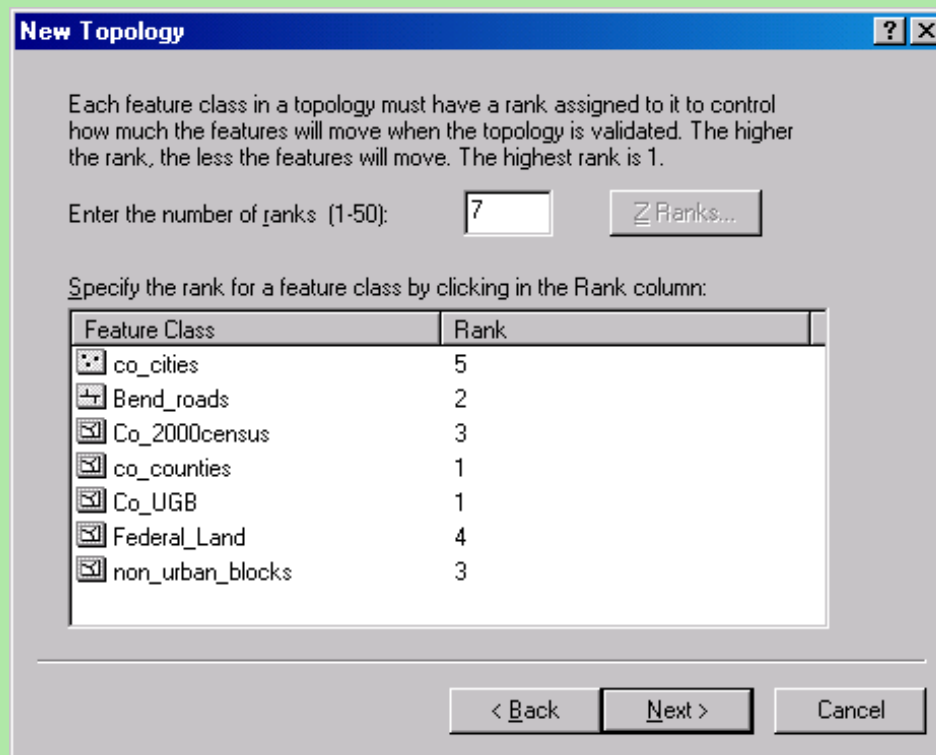 New Topology
Each feature class in a topology must have a rank assigned to it to control
how much the features will move when the topology is validated. The higher
the rank, the less the features will move. The highest rank is 1.
Enter the number of ranks (1-50): 7 Z Ranks...
Specify the rank for a feature class by clicking in the Rank column:
Feature Class Rank
co_cities 5
Bend_roads 2
Co_2000census 3
co_counties 1
Co_UGB 1
Federal_Land 4
non_urban_blocks 3
< Back Next > Cancel